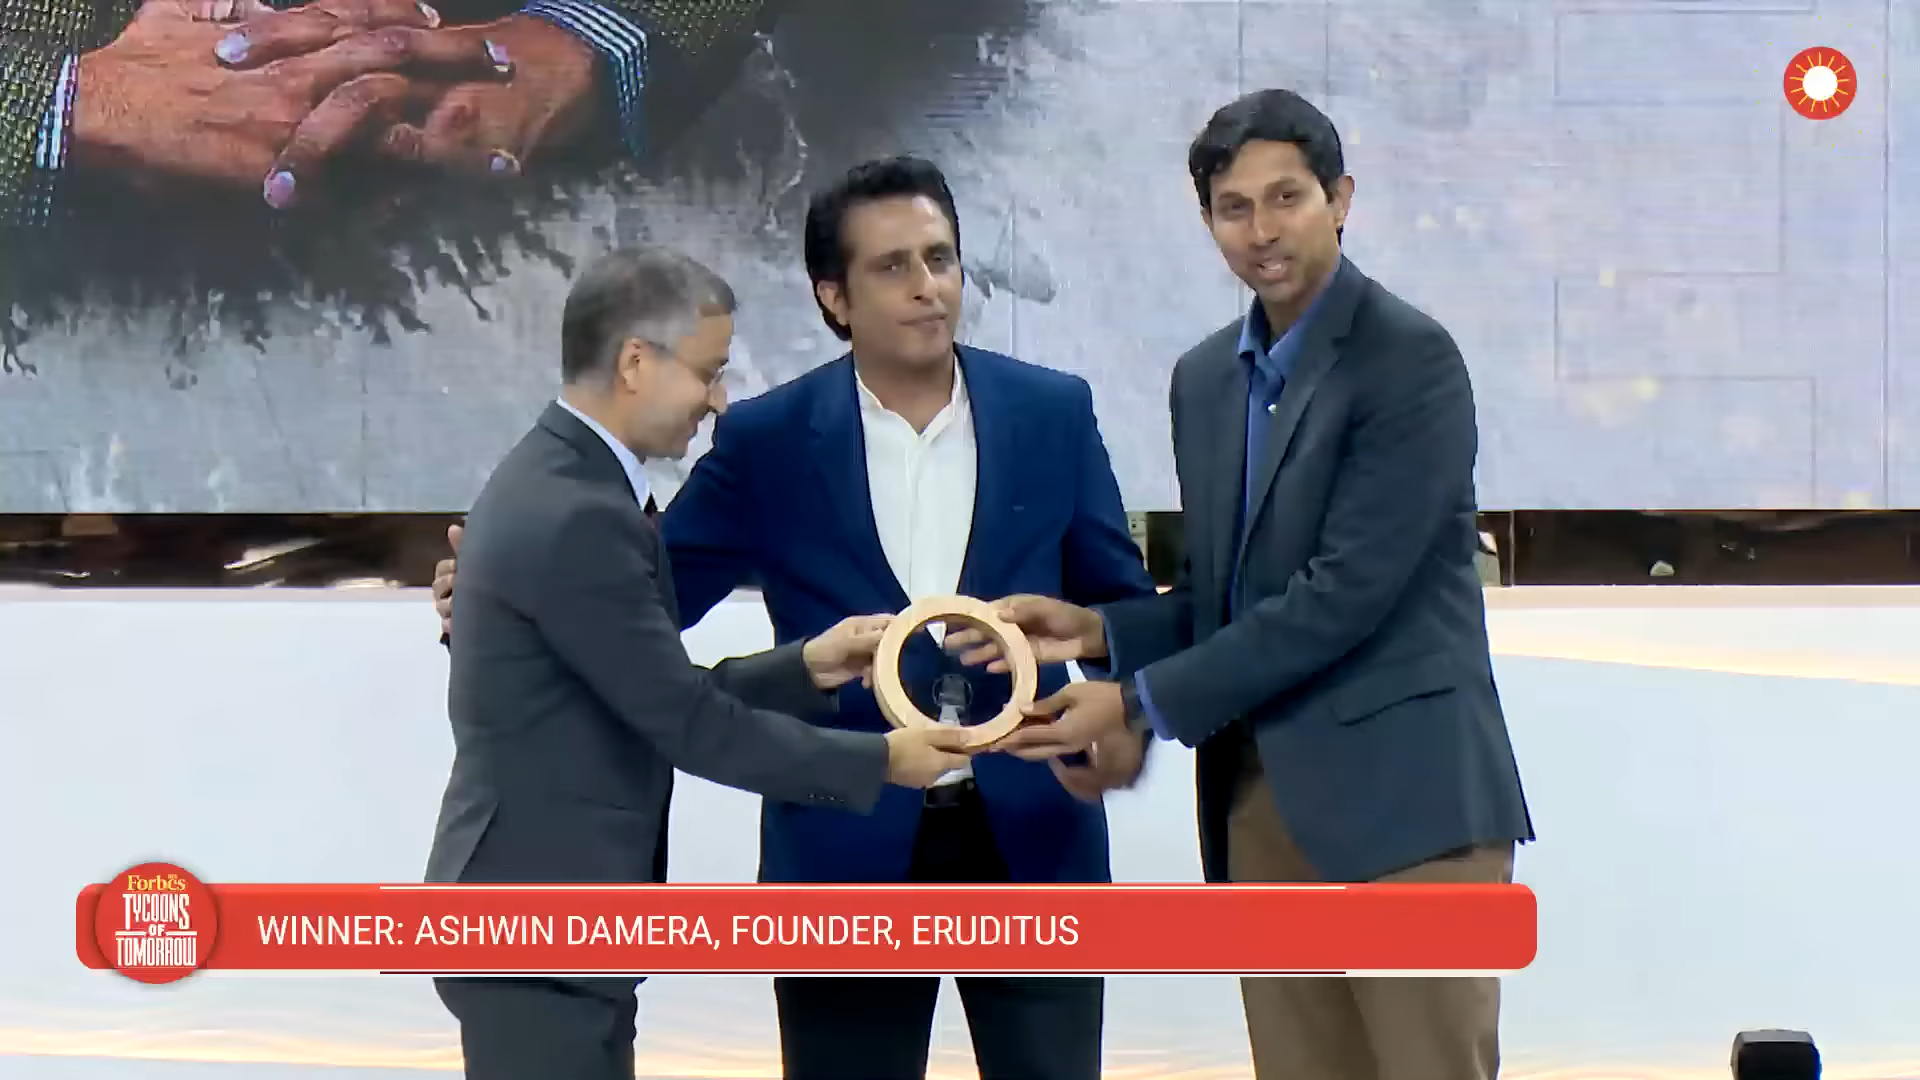 Forbes
TYCOONS
OF
TOMORROW
WINNER: ASHWIN DAMERA, FOUNDER, ERUDITUS